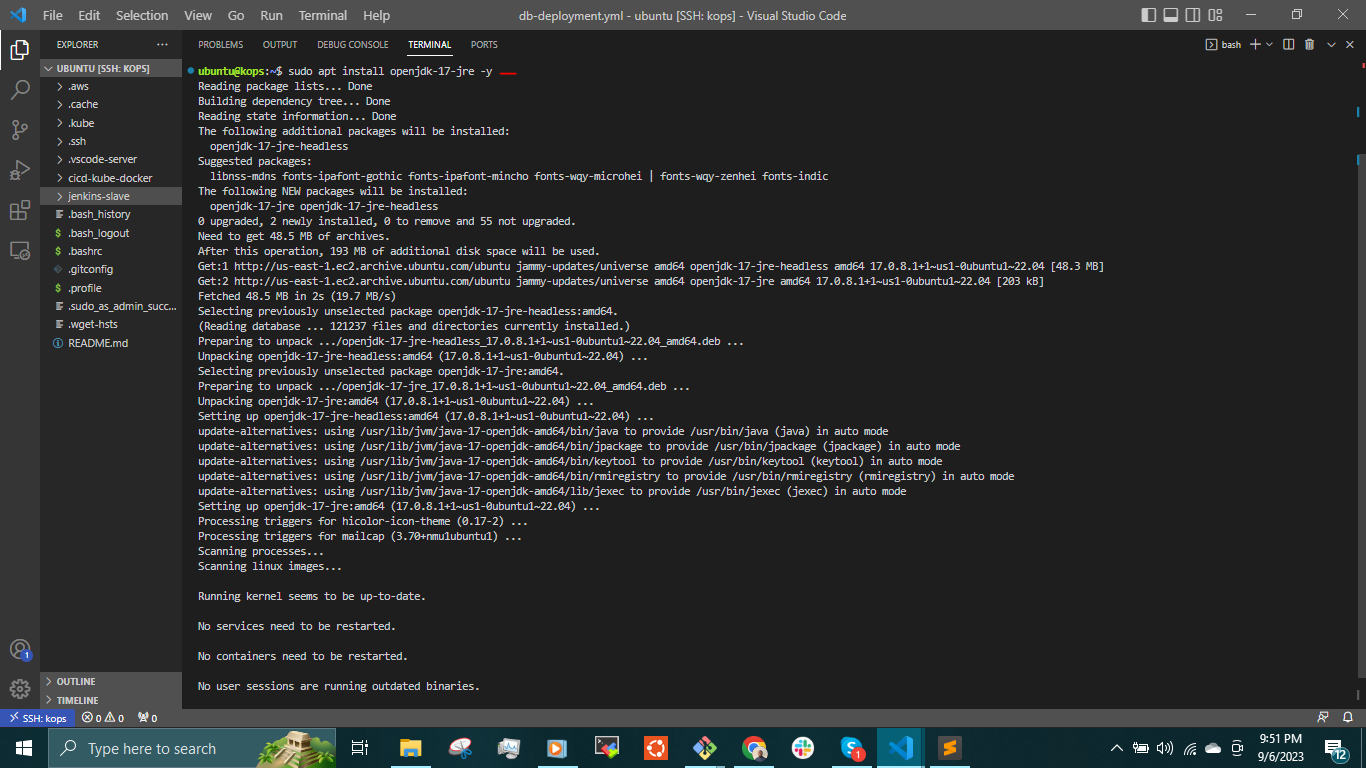 File Edit Selection View Go Run Terminal Help
db-deployment.yml - ubuntu [SSH: kops] - Visual Studio Code
EXPLORER
UBUNTU [SSH: KOPS]
.aws
.cache
.kube
.ssh
.vscode-server
cicd-kube-docker
jenkins-slave
.bash_history
.bash_logout
.bashrc
.gitconfig
.profile
.sudo_as_admin_succ...
.wget-hsts
README.md
OUTLINE
TIMELINE
PROBLEMS OUTPUT DEBUG CONSOLE TERMINAL PORTS
bash
ubuntu@kops:~$ sudo apt install openjdk-17-jre -y
Reading package lists... Done
Building dependency tree... Done
Reading state information... Done
The following additional packages will be installed:
openjdk-17-jre-headless
Suggested packages:
libnss-mdns fonts-ipafont-gothic fonts-ipafont-mincho fonts-wqy-microhei | fonts-wqy-zenhei fonts-indic
The following NEW packages will be installed:
openjdk-17-jre openjdk-17-jre-headless
0 upgraded, 2 newly installed, 0 to remove and 55 not upgraded.
Need to get 48.5 MB of archives.
After this operation, 193 MB of additional disk space will be used.
Get:1 http://us-east-1.ec2.archive.ubuntu.com/ubuntu jammy-updates/universe amd64 openjdk-17-jre-headless amd64 17.0.8.1+1~us1-0ubuntu1~22.04 [48.3 MB]
Get:2 http://us-east-1.ec2.archive.ubuntu.com/ubuntu jammy-updates/universe amd64 openjdk-17-jre amd64 17.0.8.1+1~us1-0ubuntu1~22.04 [203 kB]
Fetched 48.5 MB in 2s (19.7 MB/s)
Selecting previously unselected package openjdk-17-jre-headless:amd64.
(Reading database ... 121237 files and directories currently installed.)
Preparing to unpack .../openjdk-17-jre-headless_17.0.8.1+1~us1-0ubuntu1~22.04_amd64.deb ...
Unpacking openjdk-17-jre-headless:amd64 (17.0.8.1+1~us1-0ubuntu1~22.04) ...
Selecting previously unselected package openjdk-17-jre:amd64.
Preparing to unpack .../openjdk-17-jre_17.0.8.1+1~us1-0ubuntu1~22.04_amd64.deb ...
Unpacking openjdk-17-jre:amd64 (17.0.8.1+1~us1-0ubuntu1~22.04) ...
Setting up openjdk-17-jre-headless:amd64 (17.0.8.1+1~us1-0ubuntu1~22.04) ...
update-alternatives: using /usr/lib/jvm/java-17-openjdk-amd64/bin/java to provide /usr/bin/java (java) in auto mode
update-alternatives: using /usr/lib/jvm/java-17-openjdk-amd64/bin/jpackage to provide /usr/bin/jpackage (jpackage) in auto mode
update-alternatives: using /usr/lib/jvm/java-17-openjdk-amd64/bin/keytool to provide /usr/bin/keytool (keytool) in auto mode
update-alternatives: using /usr/lib/jvm/java-17-openjdk-amd64/bin/rmiregistry to provide /usr/bin/rmiregistry (rmiregistry) in auto mode
update-alternatives: using /usr/lib/jvm/java-17-openjdk-amd64/lib/jexec to provide /usr/bin/jexec (jexec) in auto mode
Setting up openjdk-17-jre:amd64 (17.0.8.1+1~us1-0ubuntu1~22.04) ...
Processing triggers for hicolor-icon-theme (0.17-2) ...
Processing triggers for mailcap (3.70+nmu1ubuntu1) ...
Scanning processes...
Scanning linux images...
Running kernel seems to be up-to-date.
No services need to be restarted.
No containers need to be restarted.
No user sessions are running outdated binaries.
1
SSH: kops 0 0 0
Type here to search
1
9:51 PM
9/6/2023
12